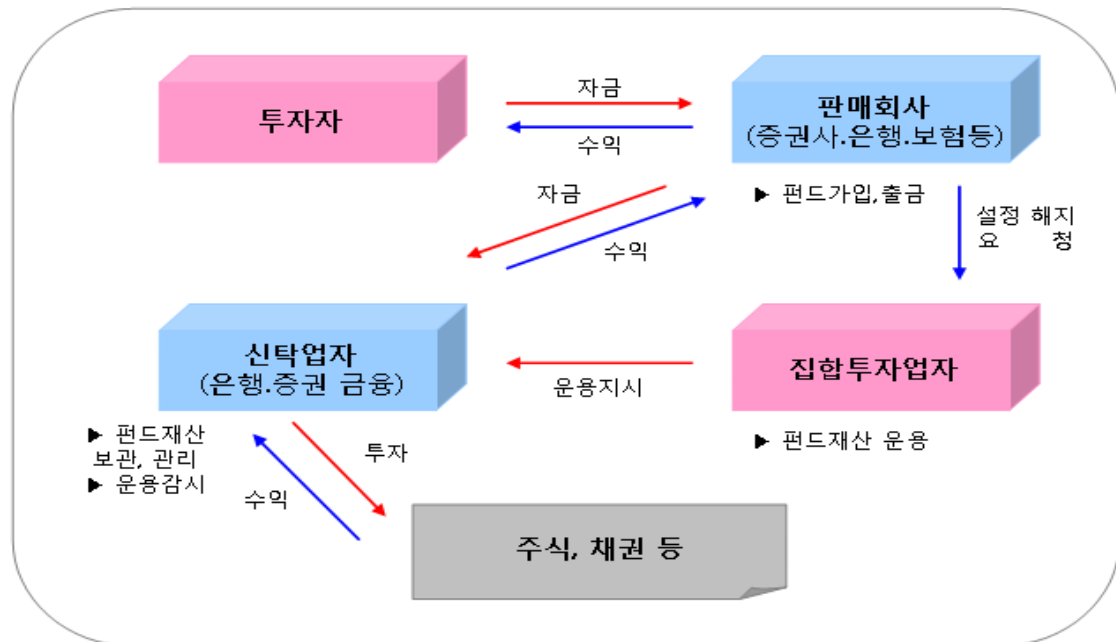 투자자
자금
수익
판매회사
(증권사.은행.보험등)
▶ 펀드가입,출금
자금
수익
설정 해지
요 청
신탁업자
(은행.증권 금융)
운용지시
집합투자업자
▶ 펀드재산
보관, 관리
▶ 운용감시
투자
수익
▶ 펀드재산 운용
주식, 채권 등